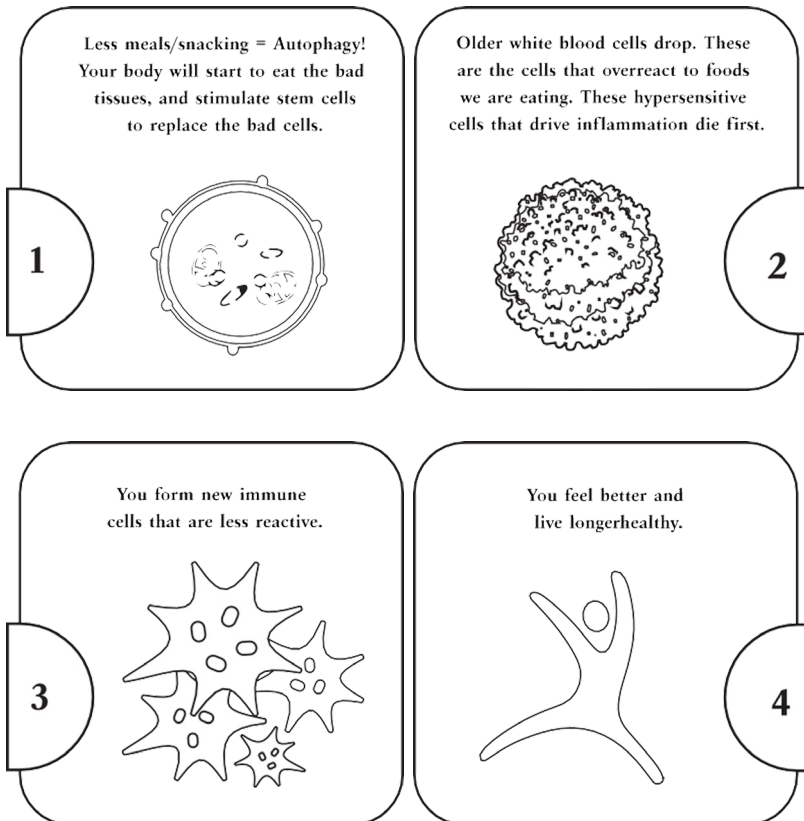 Less meals/snacking = Autophagy!
Your body will start to eat the bad
tissues, and stimulate stem cells
to replace the bad cells.
1
Older white blood cells drop. These
are the cells that overreact to foods
we are eating. These hypersensitive
cells that drive inflammation die first.
2
You form new immune
cells that are less reactive.
3
You feel better and
live longerhealthy.
4